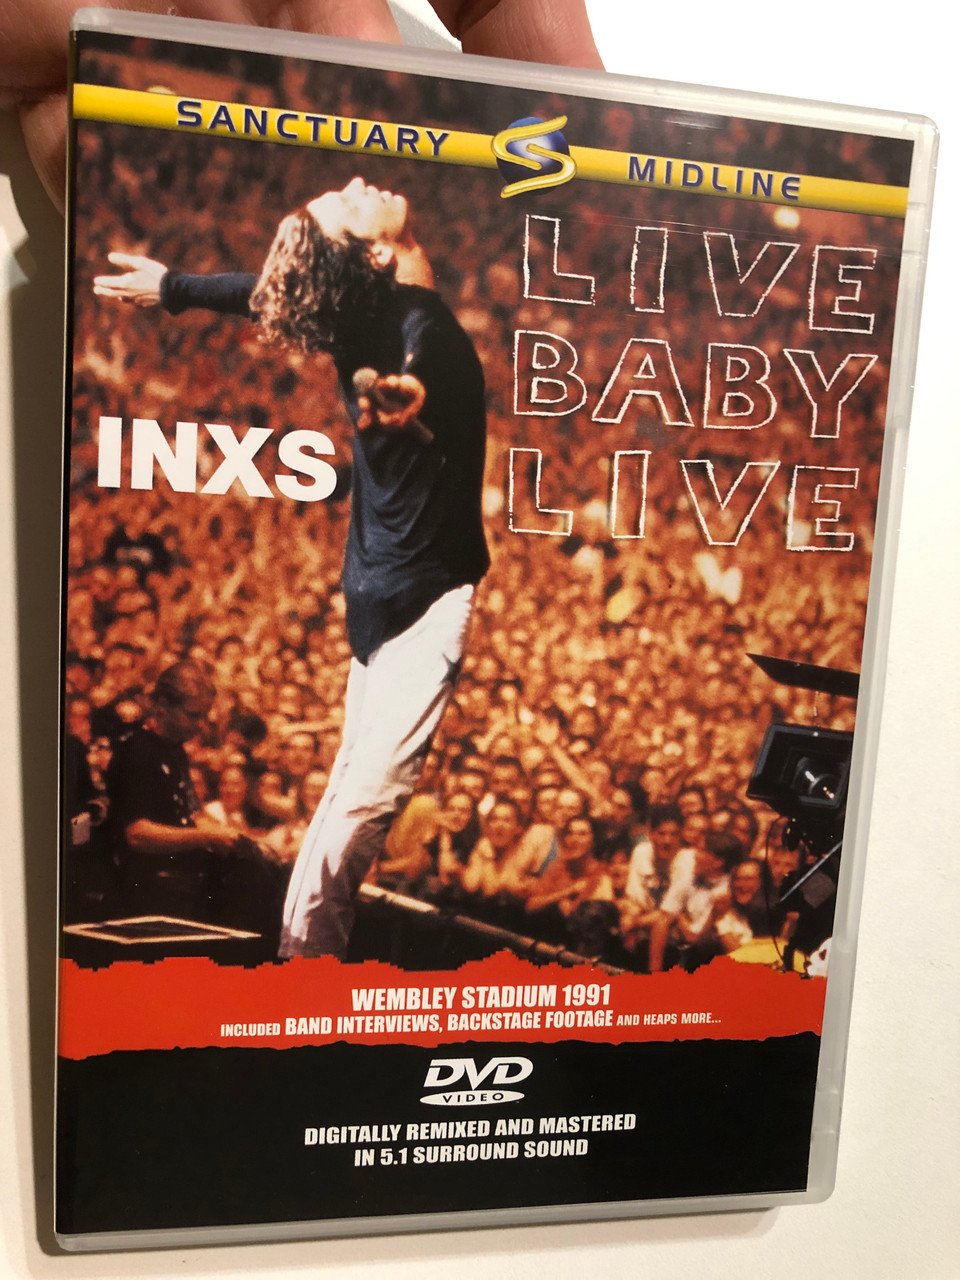 SANCTUARY S MIDLINE
LIVE
BABY
LIVE
INXS
WEMBLEY STADIUM 1991
INCLUDED BAND INTERVIEWS, BACKSTAGE FOOTAGE AND HEAPS MORE...
DVD
VIDEO
DIGITALLY REMIXED AND MASTERED
IN 5.1 SURROUND SOUND